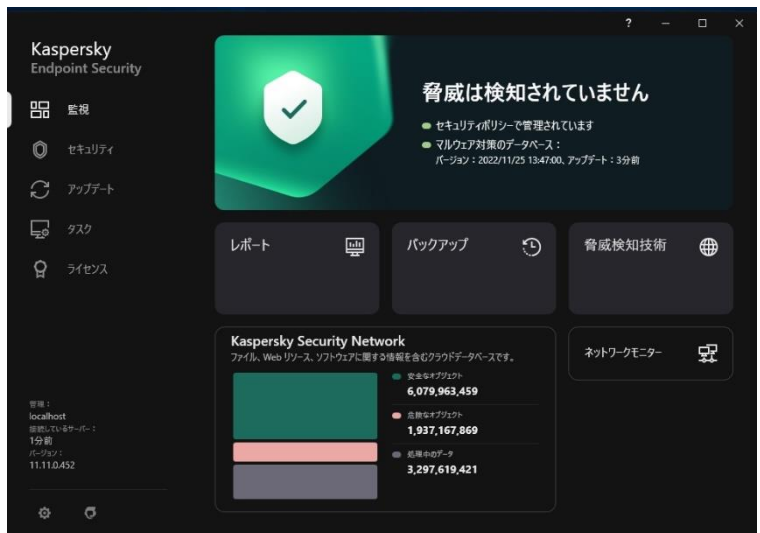 ?
Kaspersky
Endpoint Security
監視
セキュリティ
アップデート
タスク
ライセンス
脅威は検知されていません
セキュリティポリシーで管理されています
マルウェア対策のデータベース：
バージョン：2022/11/25 13:47:00、アップデート：3分前
レポート
バックアップ
脅威検知技術
Kaspersky Security Network
ファイル、Web リソース、ソフトウェアに関する情報を含むクラウドデータベースです。
安全なオブジェクト
6,079,963,459
危険なオブジェクト
1,937,167,869
処理中のデータ
3,297,619,421
ネットワークモニター
管理：
localhost
接続しているサーバー：
1分前
バージョン：
11.11.0.452